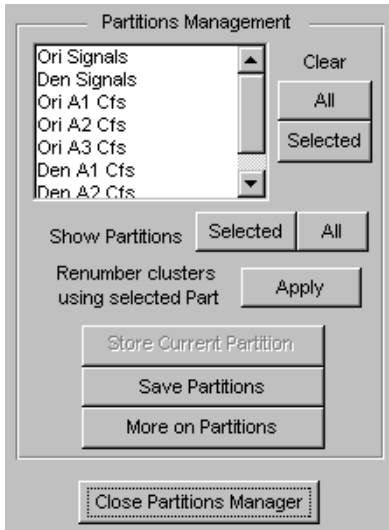 Partitions Management
Ori Signals
Den Signals
Ori A1 Cfs
Ori A2 Cfs
Ori A3 Cfs
Den A1 Cfs
Den A2 Cfs
Clear
All
Selected
Show Partitions Selected All
Renumber clusters
using selected Part
Apply
Store Current Partition
Save Partitions
More on Partitions
Close Partitions Manager